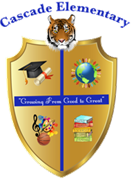 Cascade Elementary
"Growing From Good to Great"